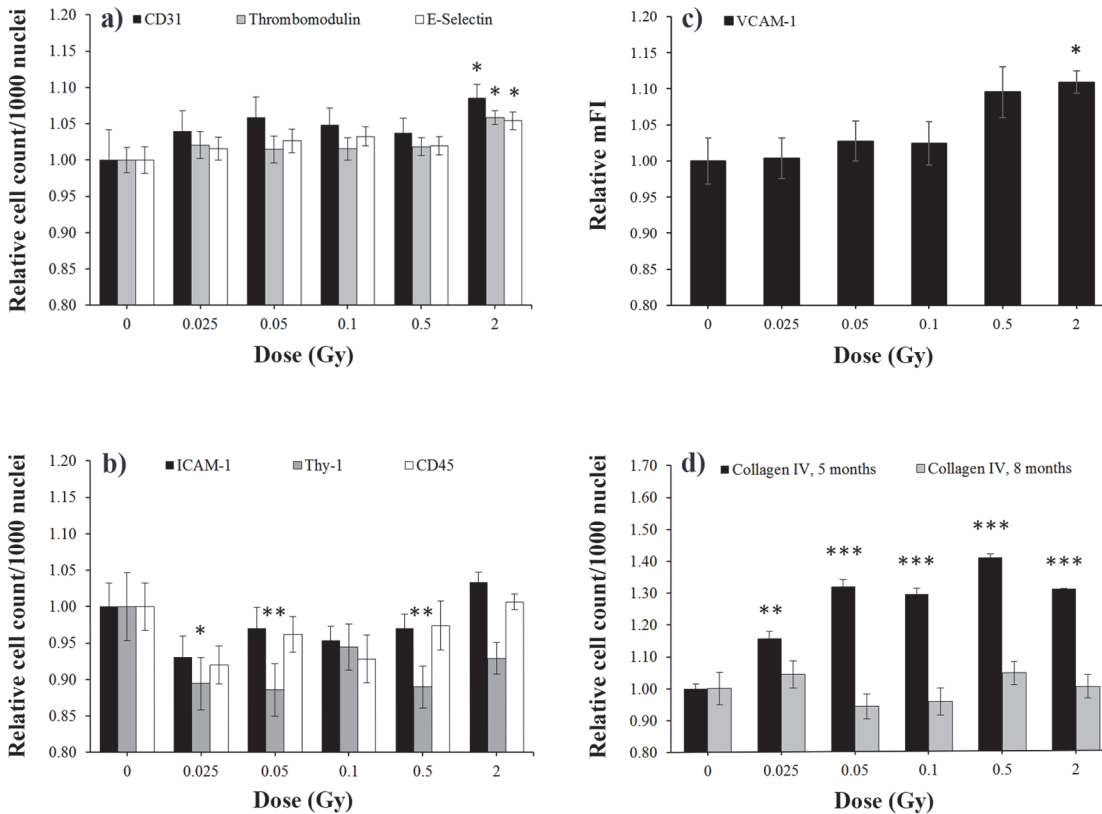 a) CD31 Thrombomodulin E-Selectin
Relative cell count/1000 nuclei
1.20
1.15
1.10
1.05
1.00
0.95
0.90
0.85
0.80
* * *
0 0.025 0.05 0.1 0.5 2
Dose (Gy)
c) VCAM-1
Relative mFI
1.20
1.15
1.10
1.05
1.00
0.95
0.90
0.85
0.80
*
0 0.025 0.05 0.1 0.5 2
Dose (Gy)
b) ICAM-1 Thy-1 CD45
Relative cell count/1000 nuclei
1.20
1.15
1.10
1.05
1.00
0.95
0.90
0.85
0.80
* ** **
0 0.025 0.05 0.1 0.5 2
Dose (Gy)
d) Collagen IV, 5 months Collagen IV, 8 months
Relative cell count/1000 nuclei
1.70
1.60
1.50
1.40
1.30
1.20
1.10
1.00
0.90
0.80
** *** *** *** ***
0 0.025 0.05 0.1 0.5 2
Dose (Gy)